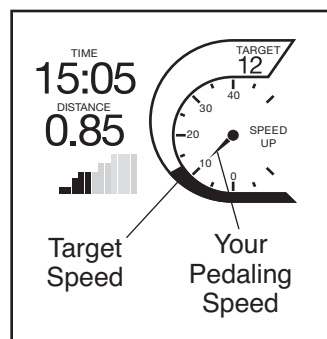 TIME
15:05
DISTANCE
0.85
TARGET
12
40
30
20
10
0
SPEED
UP
Target
Speed
Your
Pedaling
Speed